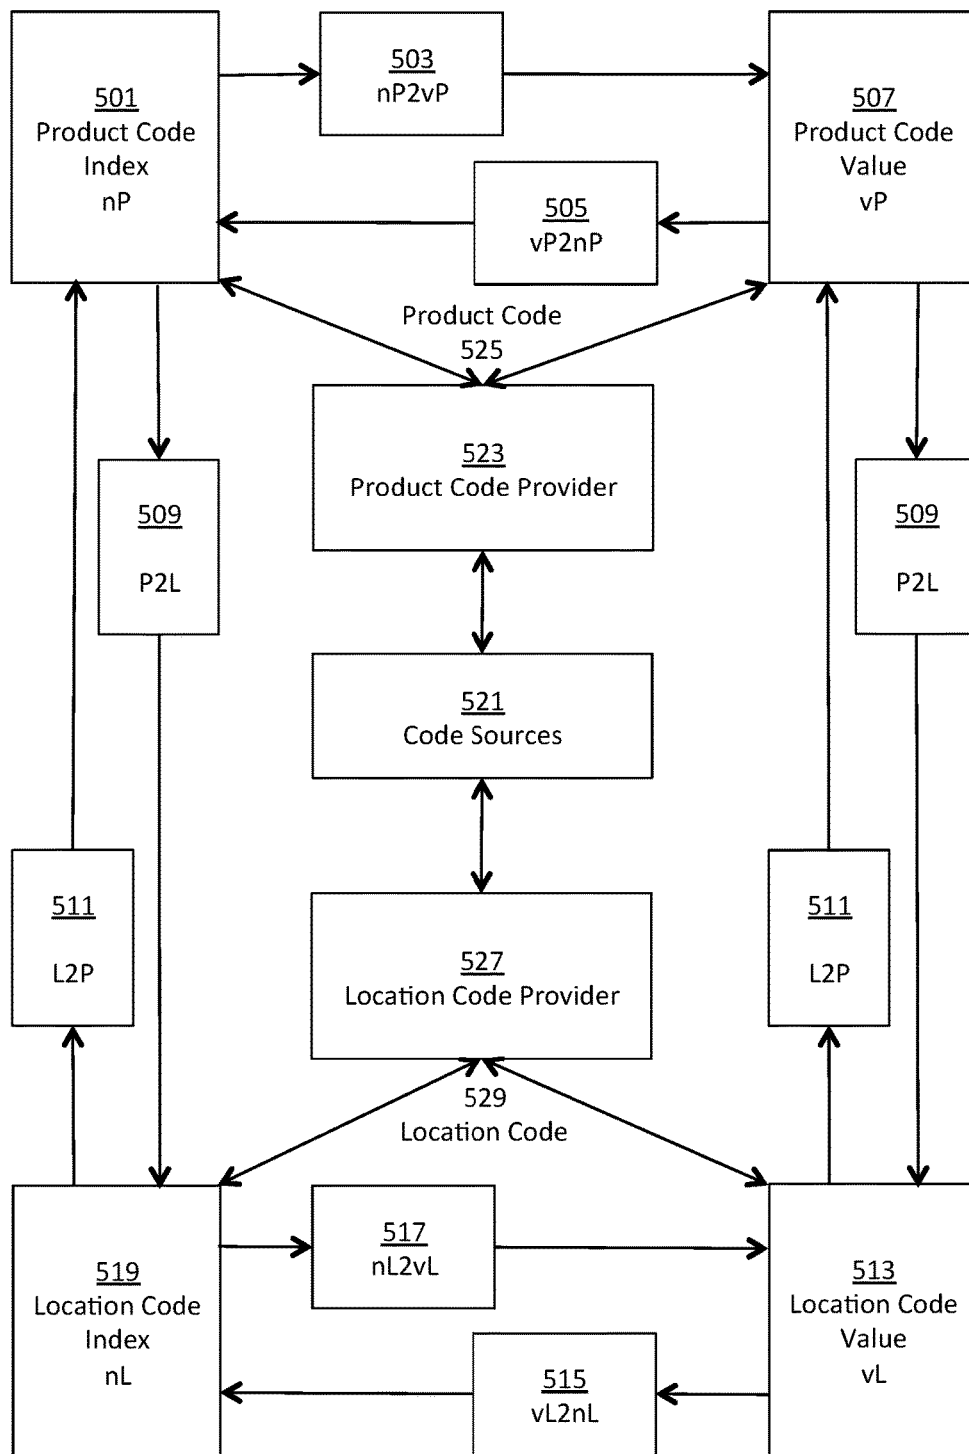 501
Product Code
Index
nP
503
nP2vP
507
Product Code
Value
vP
505
vP2nP
Product Code
525
523
Product Code Provider
509
P2L
509
P2L
521
Code Sources
511
L2P
527
Location Code Provider
511
L2P
529
Location Code
519
Location Code
Index
nL
517
nL2vL
513
Location Code
Value
vL
515
vL2nL